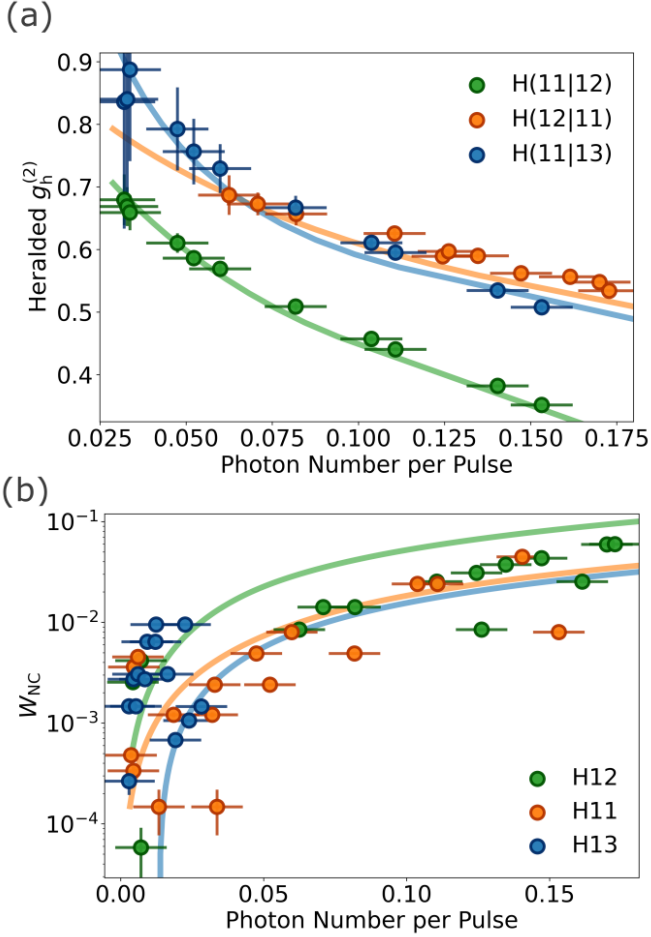 (a)
0.9
0.8
0.7
0.6
0.5
0.4
Heralded g_h^(2)
H(11|12)
H(12|11)
H(11|13)
0.025 0.050 0.075 0.100 0.125 0.150 0.175
Photon Number per Pulse
(b)
10^-1
10^-2
10^-3
10^-4
W_NC
H12
H11
H13
0.00 0.05 0.10 0.15
Photon Number per Pulse